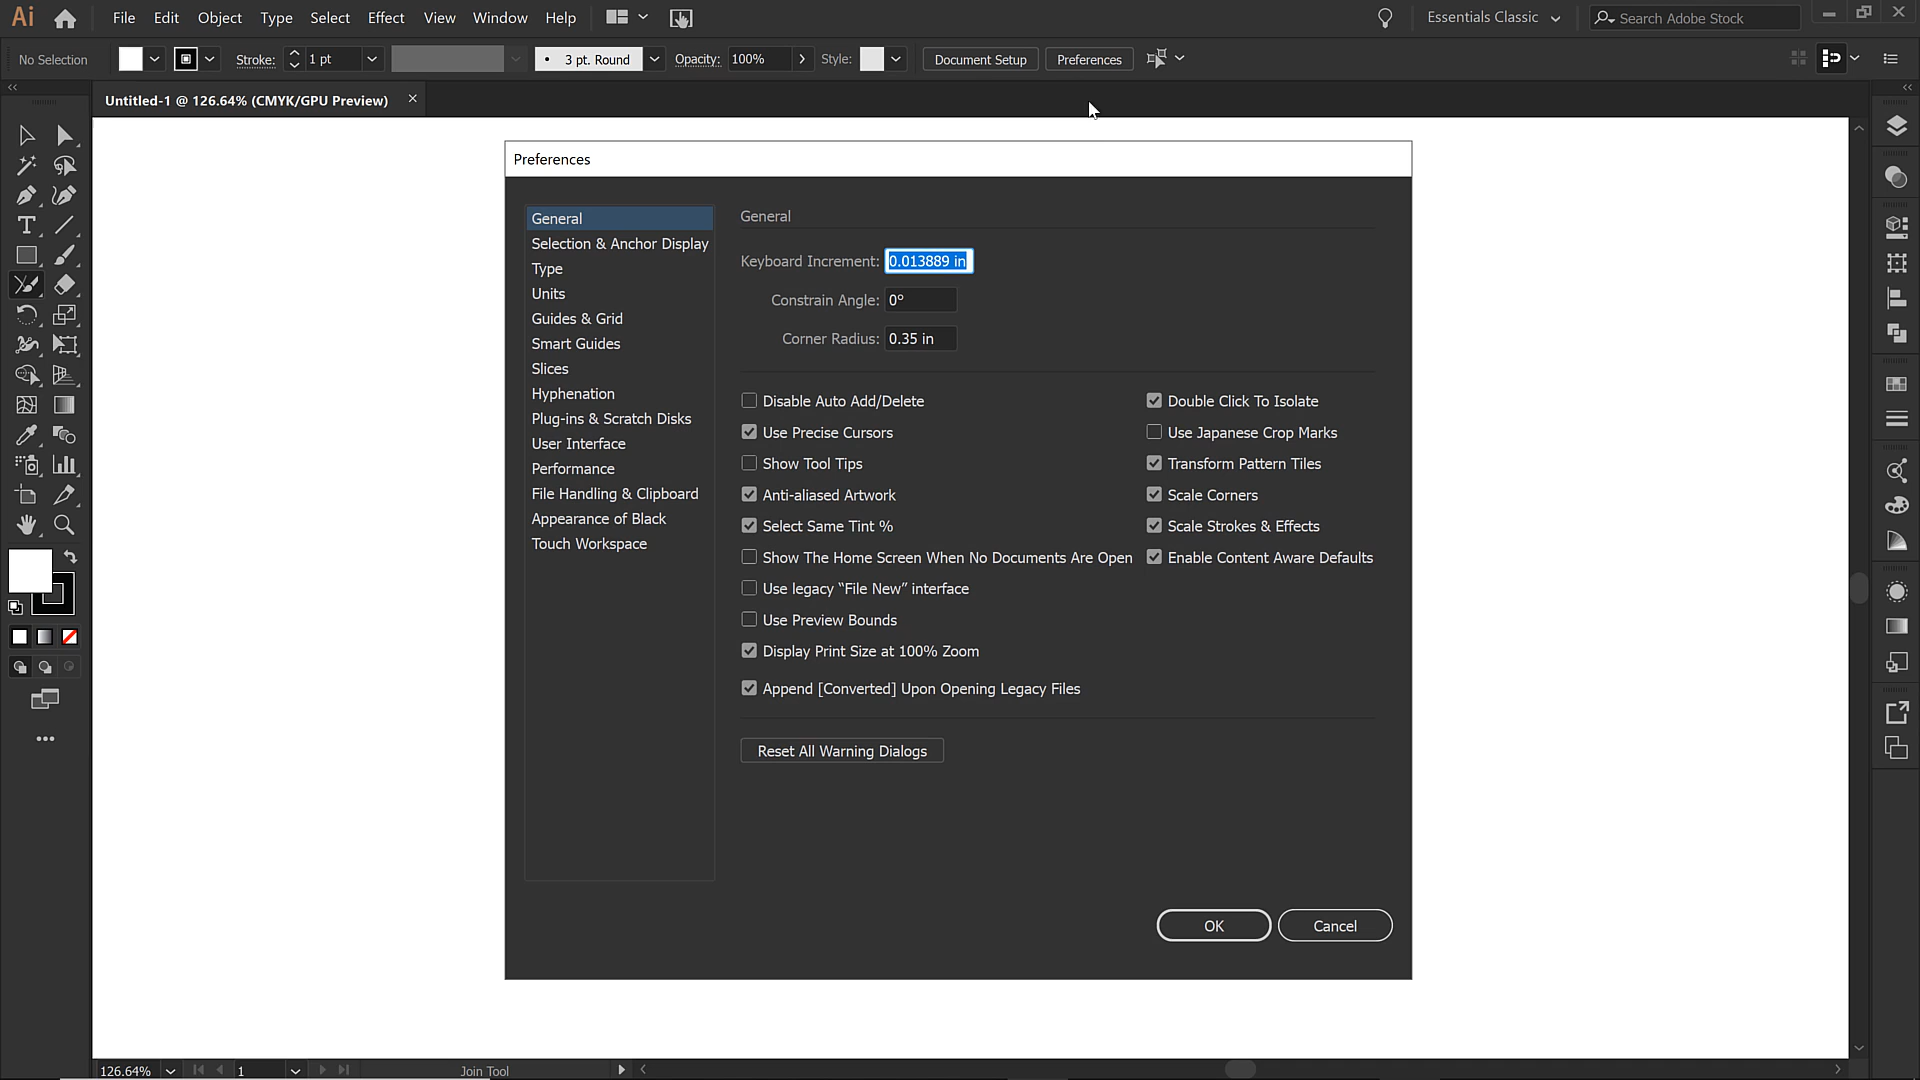 Ai File Edit Object Type Select Effect View Window Help Essentials Classic Search Adobe Stock
No Selection Stroke: 1 pt 3 pt. Round Opacity: 100% Style: Document Setup Preferences
Untitled-1 @ 126.64% (CMYK/GPU Preview)
Preferences
General
Selection & Anchor Display
Type
Units
Guides & Grid
Smart Guides
Slices
Hyphenation
Plug-ins & Scratch Disks
User Interface
Performance
File Handling & Clipboard
Appearance of Black
Touch Workspace
General
Keyboard Increment: 0.013889 in
Constrain Angle: 0°
Corner Radius: 0.35 in
Disable Auto Add/Delete
Use Precise Cursors
Show Tool Tips
Anti-aliased Artwork
Select Same Tint %
Show The Home Screen When No Documents Are Open
Use legacy “File New” interface
Use Preview Bounds
Display Print Size at 100% Zoom
Append [Converted] Upon Opening Legacy Files
Double Click To Isolate
Use Japanese Crop Marks
Transform Pattern Tiles
Scale Corners
Scale Strokes & Effects
Enable Content Aware Defaults
Reset All Warning Dialogs
OK Cancel
126.64% 1 Join Tool